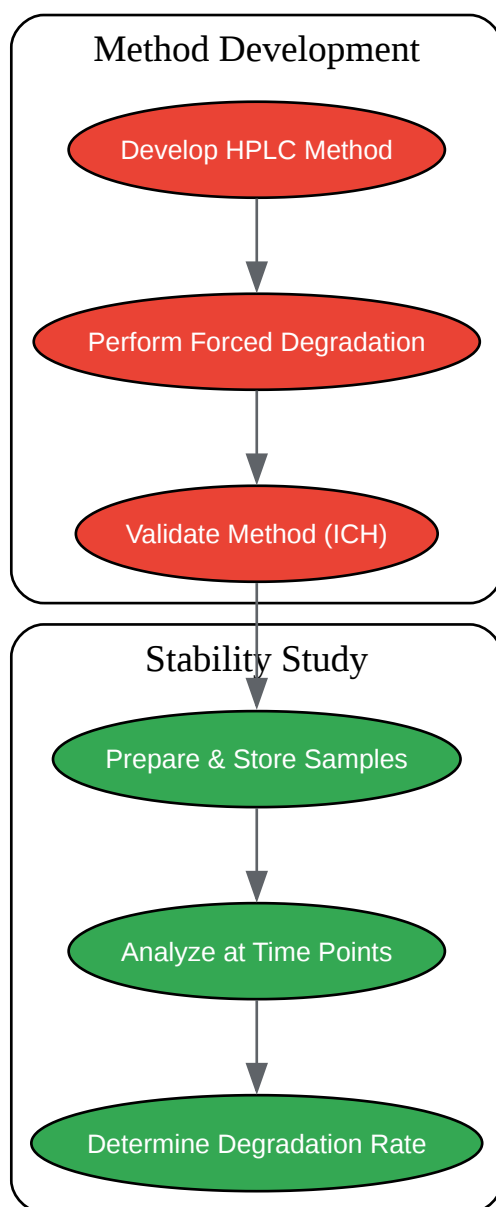 Method Development
Develop HPLC Method
Perform Forced Degradation
Validate Method (ICH)
Stability Study
Prepare & Store Samples
Analyze at Time Points
Determine Degradation Rate